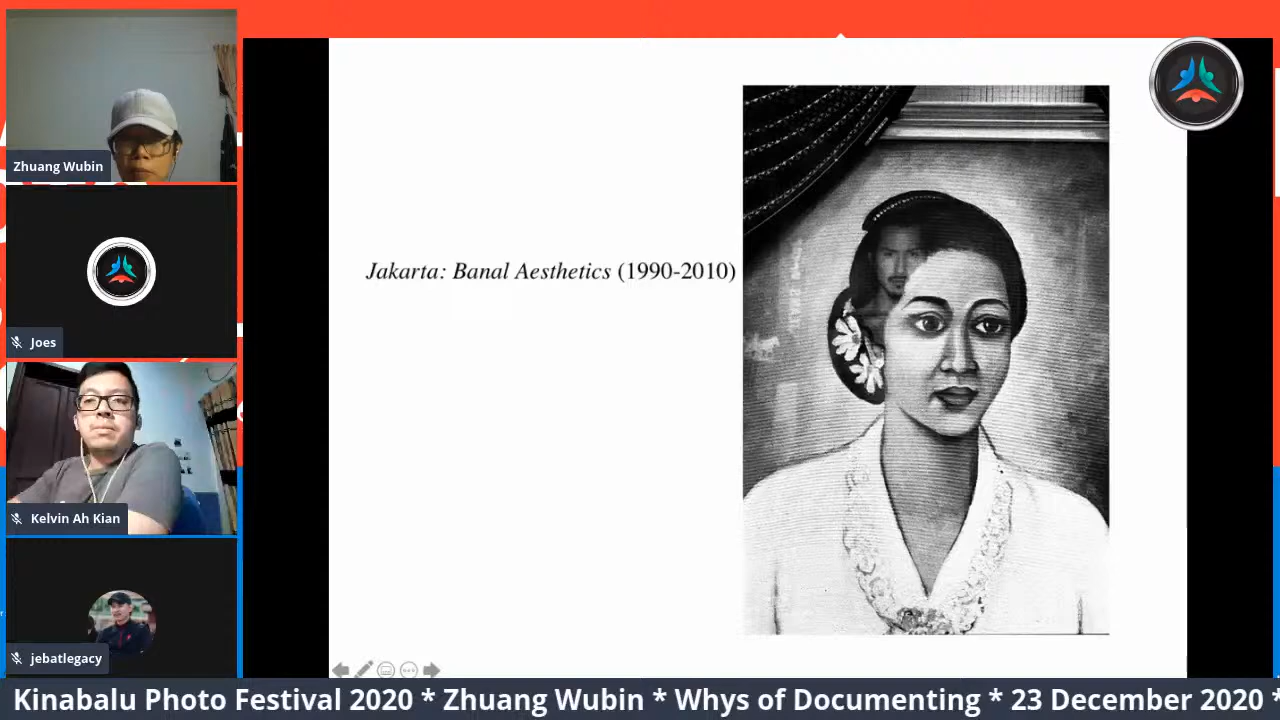 Zhuang Wubin
Joes
Kelvin Ah Kian
jebatlegacy
Jakarta: Banal Aesthetics (1990-2010)
Kinabalu Photo Festival 2020 * Zhuang Wubin * Whys of Documenting * 23 December 2020 *